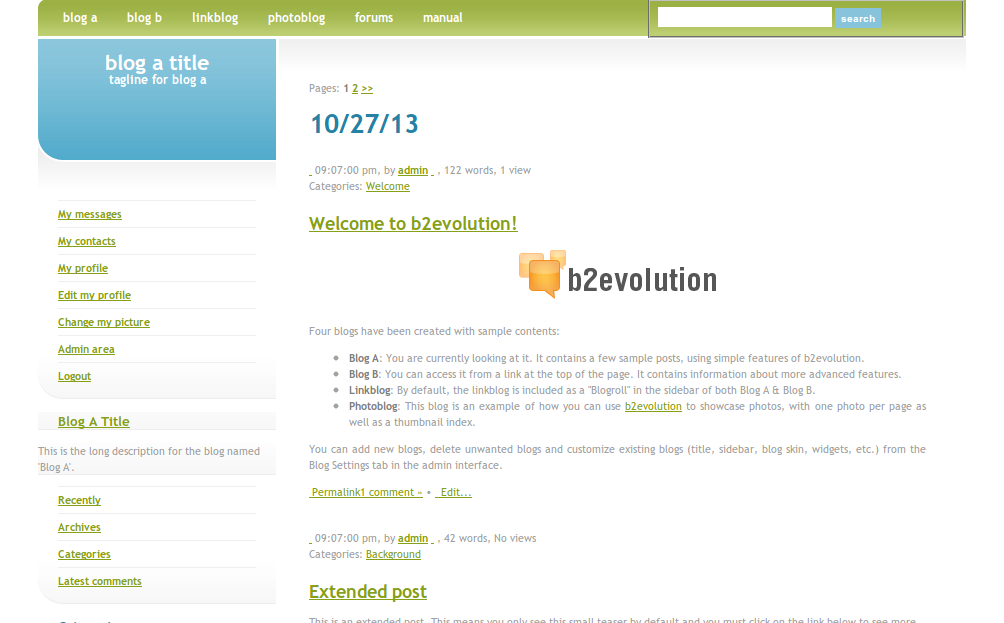 blog a blog b linkblog photoblog forums manual
search
blog a title
tagline for blog a
My messages
My contacts
My profile
Edit my profile
Change my picture
Admin area
Logout
Blog A Title
This is the long description for the blog named
'Blog A'.
Recently
Archives
Categories
Latest comments
Pages: 1 2 >>
10/27/13
09:07:00 pm, by admin , 122 words, 1 view
Categories: Welcome
Welcome to b2evolution!
b2evolution
Four blogs have been created with sample contents:
Blog A: You are currently looking at it. It contains a few sample posts, using simple features of b2evolution.
Blog B: You can access it from a link at the top of the page. It contains information about more advanced features.
Linkblog: By default, the linkblog is included as a "Blogroll" in the sidebar of both Blog A & Blog B.
Photoblog: This blog is an example of how you can use b2evolution to showcase photos, with one photo per page as
well as a thumbnail index.
You can add new blogs, delete unwanted blogs and customize existing blogs (title, sidebar, blog skin, widgets, etc.) from the
Blog Settings tab in the admin interface.
Permalink1 comment » • Edit...
09:07:00 pm, by admin , 42 words, No views
Categories: Background
Extended post
This is an extended post. This means you only see this small teaser by default and you must click on the link below to see more.